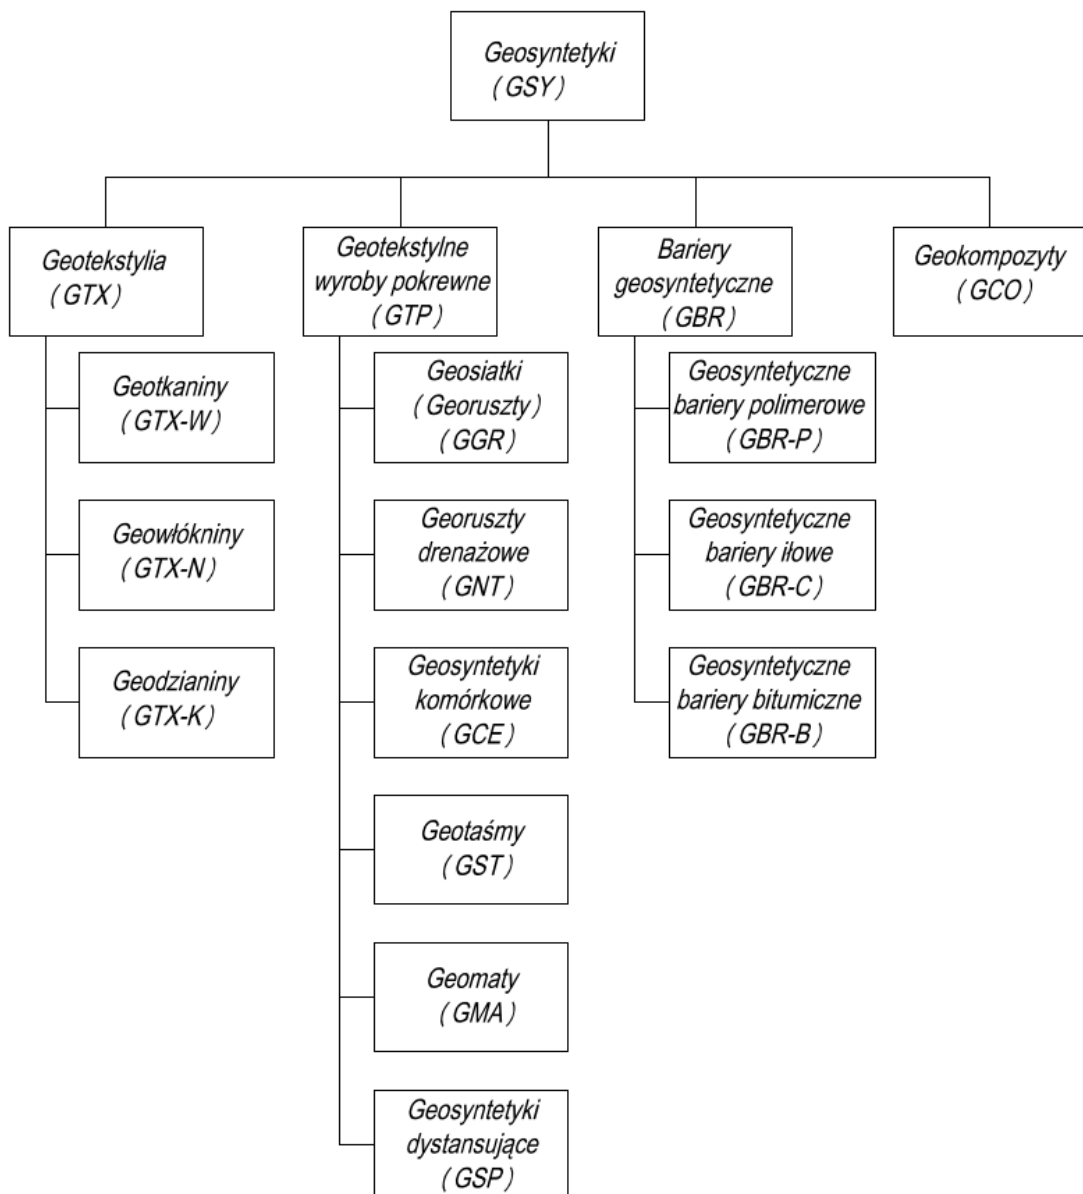 Geosyntetyki
(GSY)
Geotekstylia
(GTX)
Geotkaniny
(GTX-W)
Geowłókniny
(GTX-N)
Geodzianiny
(GTX-K)
Geotekstylne
wyroby pokrewne
(GTP)
Geosiatki
(Georuszty)
(GGR)
Georuszty
drenażowe
(GNT)
Geosyntetyki
komórkowe
(GCE)
Geotaśmy
(GST)
Geomaty
(GMA)
Geosyntetyki
dystansujące
(GSP)
Bariery
geosyntetyczne
(GBR)
Geosyntetyczne
bariery polimerowe
(GBR-P)
Geosyntetyczne
bariery iłowe
(GBR-C)
Geosyntetyczne
bariery bitumiczne
(GBR-B)
Geokompozyty
(GCO)